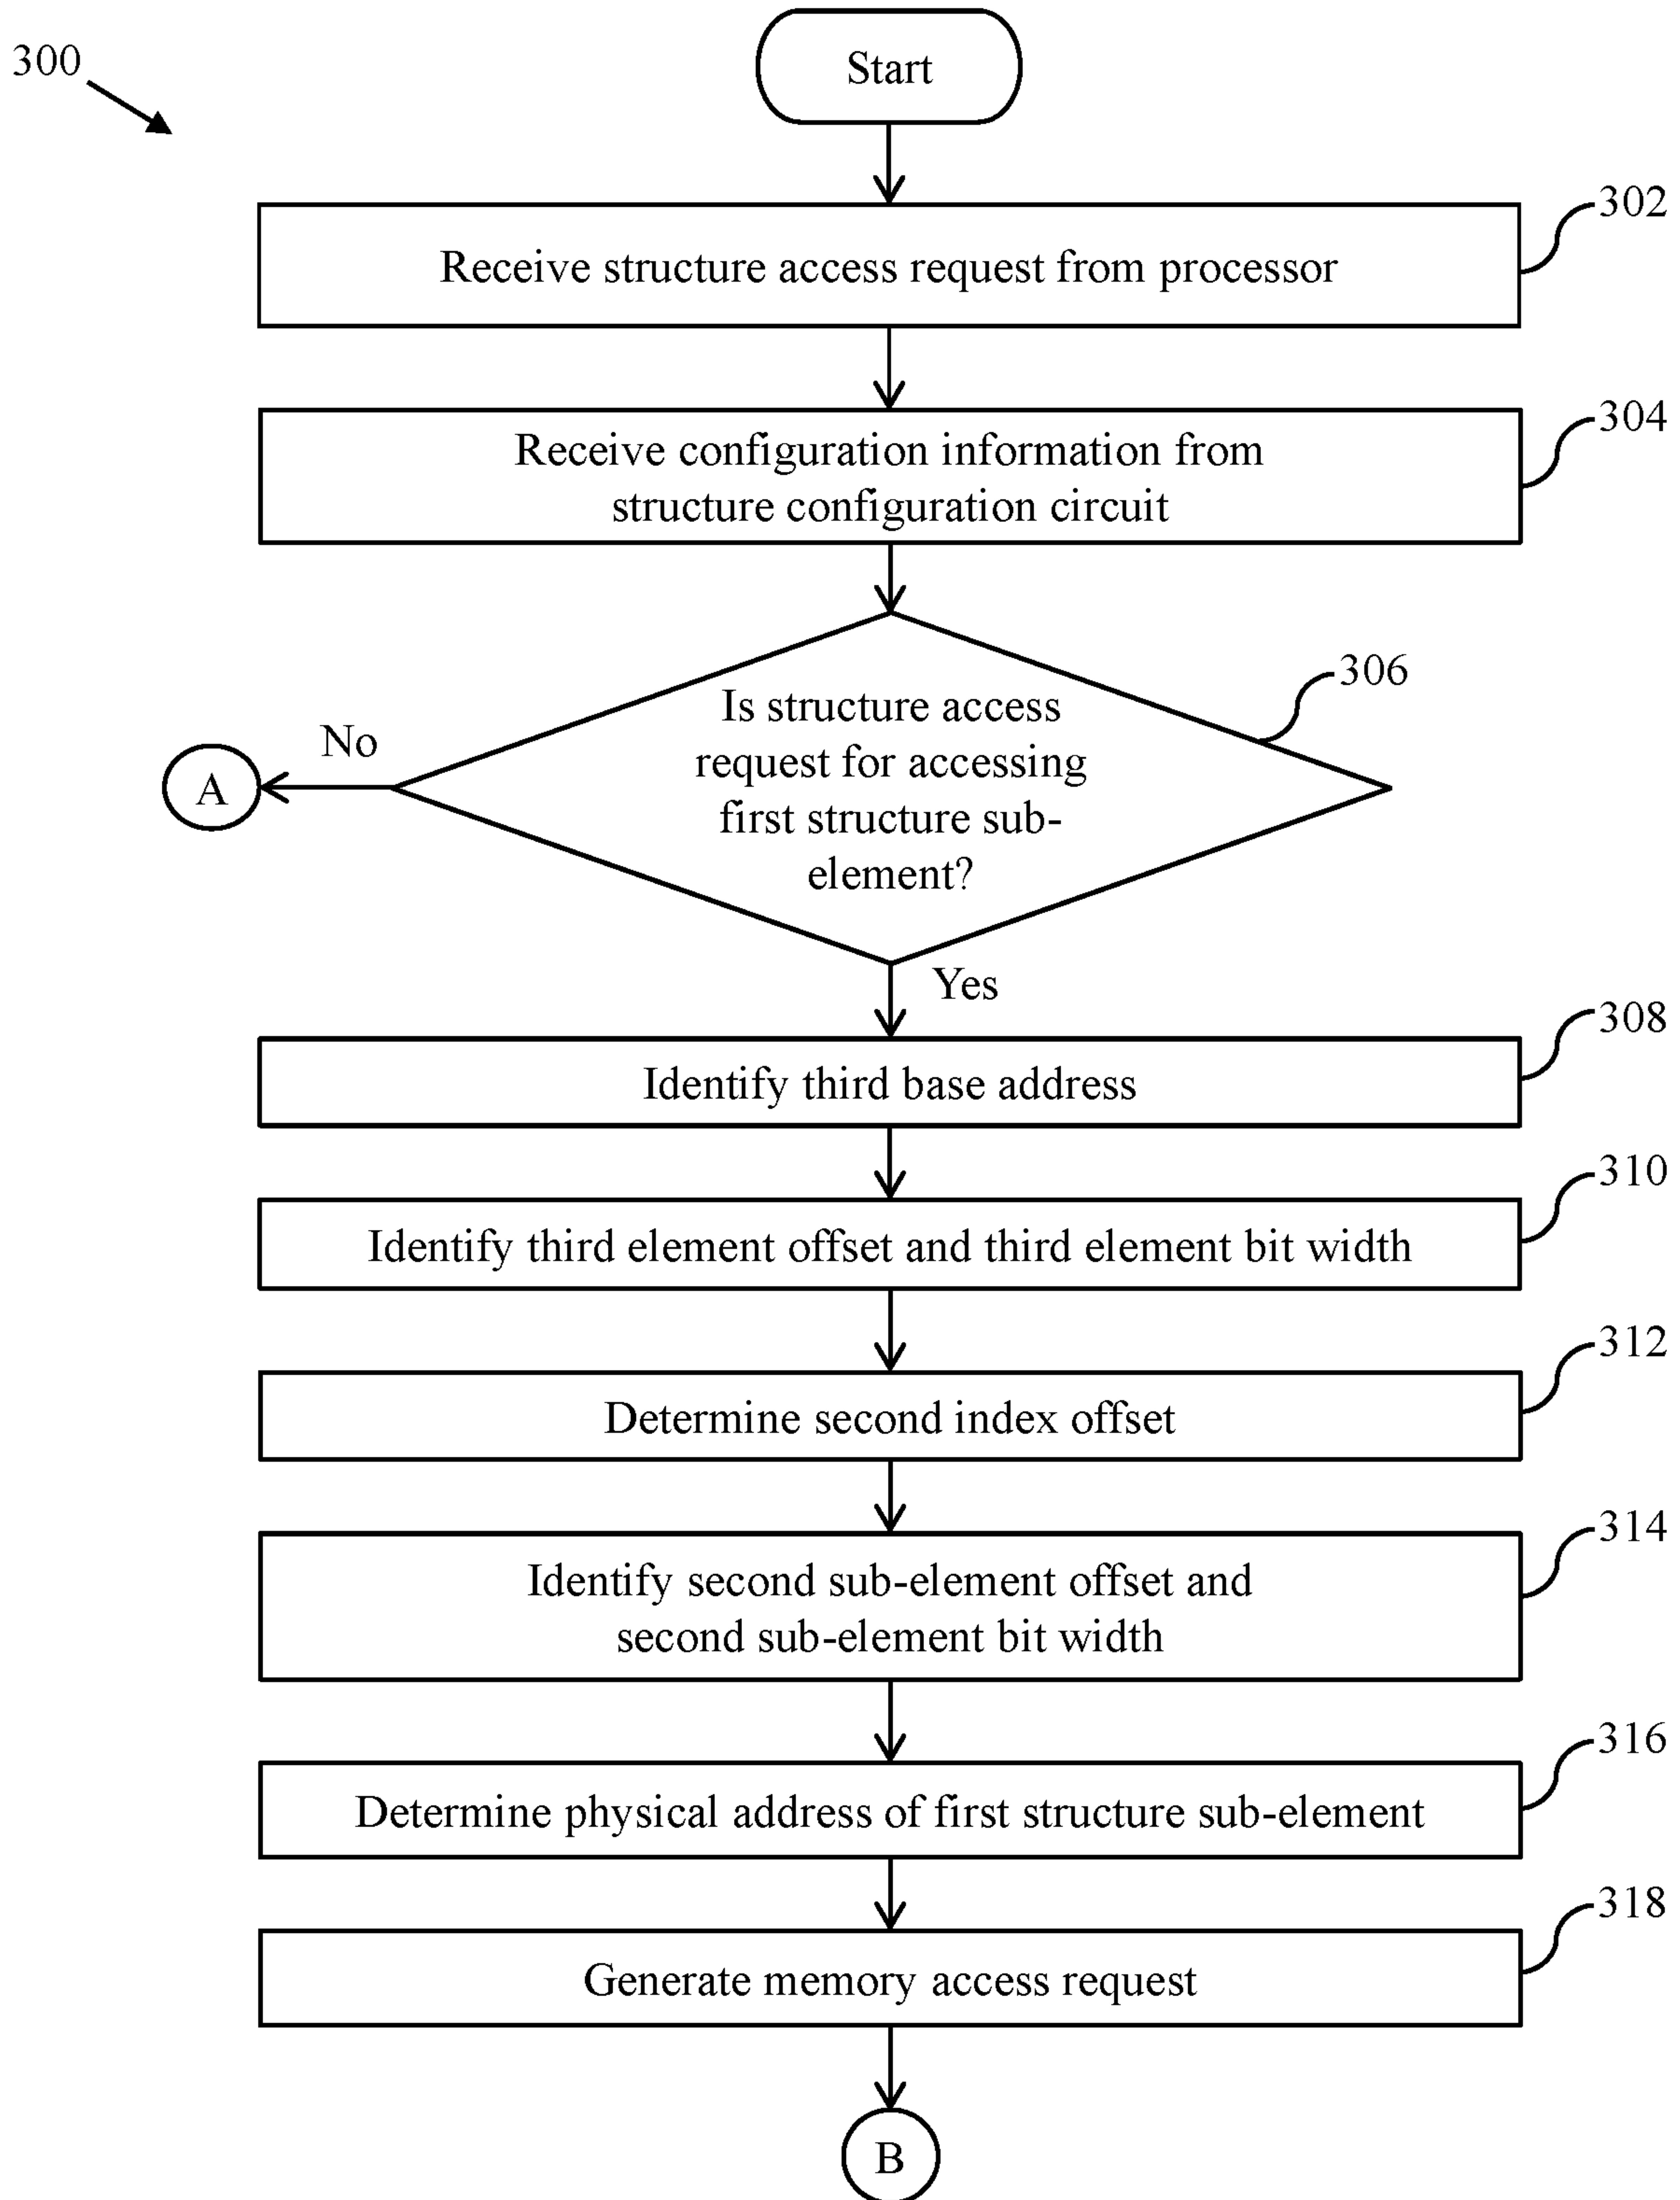 300
Start
302
Receive structure access request from processor
304
Receive configuration information from
structure configuration circuit
306
Is structure access
request for accessing
first structure sub-
element?
No
A
Yes
308
Identify third base address
310
Identify third element offset and third element bit width
312
Determine second index offset
314
Identify second sub-element offset and
second sub-element bit width
316
Determine physical address of first structure sub-element
318
Generate memory access request
B